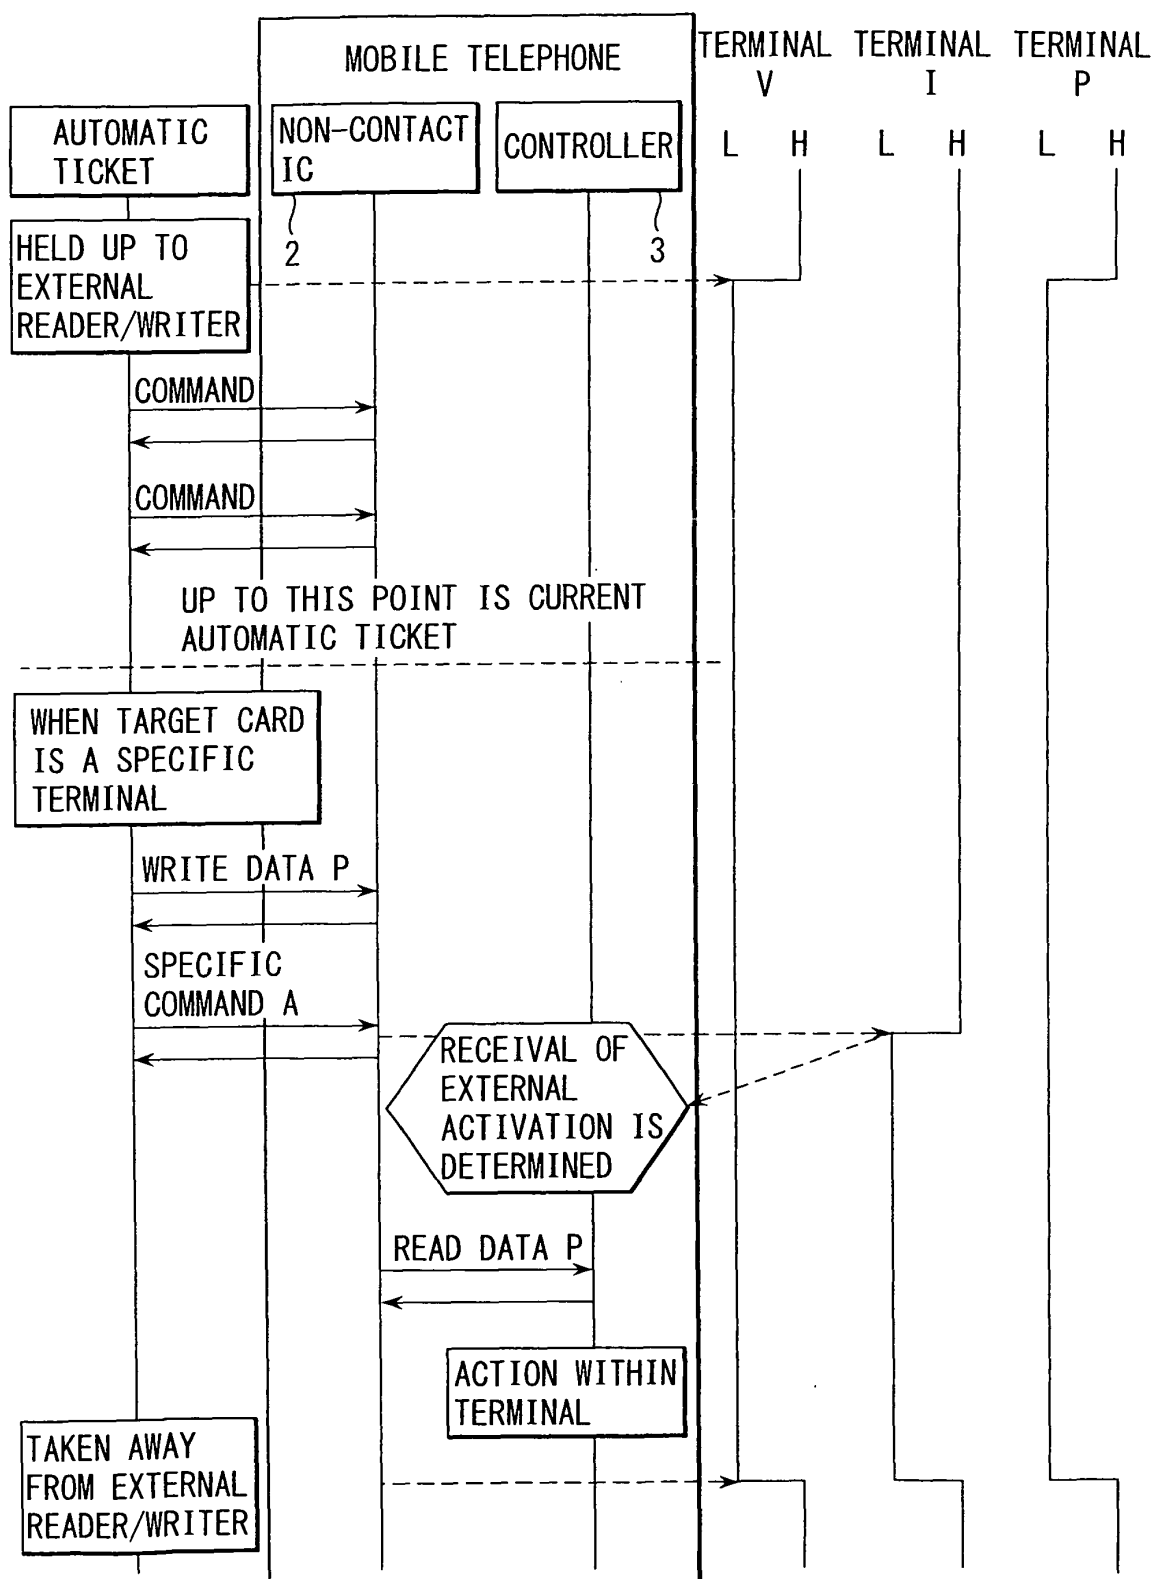 MOBILE TELEPHONE
TERMINAL V
TERMINAL I
TERMINAL P
L H L H L H
AUTOMATIC
TICKET
NON-CONTACT
IC
CONTROLLER
2
3
HELD UP TO
EXTERNAL
READER/WRITER
COMMAND
COMMAND
UP TO THIS POINT IS CURRENT
AUTOMATIC TICKET
WHEN TARGET CARD
IS A SPECIFIC
TERMINAL
WRITE DATA P
SPECIFIC
COMMAND A
RECEIVAL OF
EXTERNAL
ACTIVATION IS
DETERMINED
READ DATA P
ACTION WITHIN
TERMINAL
TAKEN AWAY
FROM EXTERNAL
READER/WRITER